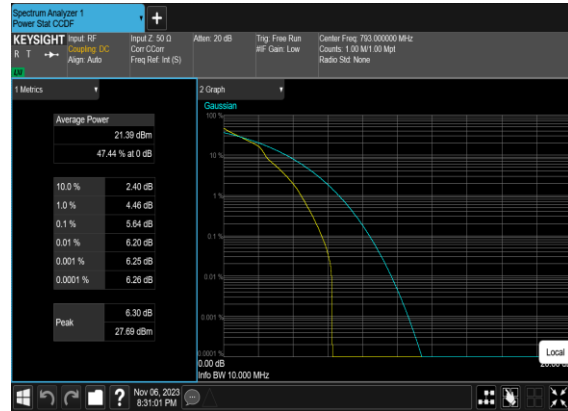 Spectrum Analyzer 1
Power Stat CCDF
KEYSIGHT
R T
Input: RF
Coupling: DC
Align: Auto
Input Z: 50 Ω
Corr CCorr
Freq Ref: Int (S)
Atten: 20 dB
Trig: Free Run
#IF Gain: Low
Center Freq: 793.000000 MHz
Counts: 1.00 M/1.00 Mpt
Radio Std: None
1 Metrics
Average Power
21.39 dBm
47.44 % at 0 dB
10.0 % 2.40 dB
1.0 % 4.46 dB
0.1 % 5.64 dB
0.01 % 6.20 dB
0.001 % 6.25 dB
0.0001 % 6.26 dB
Peak
6.30 dB
27.69 dBm
2 Graph
Gaussian
100 %
10 %
1 %
0.1 %
0.01 %
0.001 %
0.0001 %
0.00 dB
Info BW 10.000 MHz
Local
?
Nov 06, 2023
8:31:01 PM